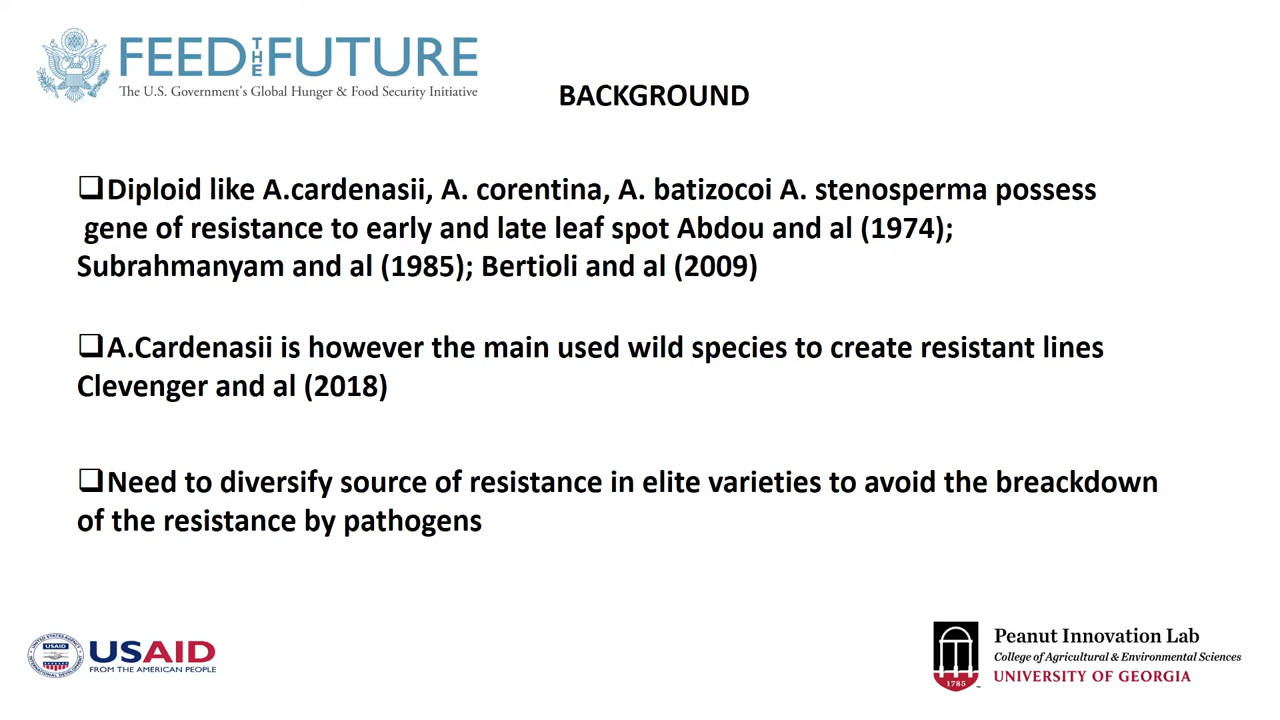 FEED THE FUTURE
The U.S. Government's Global Hunger & Food Security Initiative
BACKGROUND
❑Diploid like A.cardenasii, A. corentina, A. batizocoi A. stenosperma possess
gene of resistance to early and late leaf spot Abdou and al (1974);
Subrahmanyam and al (1985); Bertioli and al (2009)
❑A.Cardenasii is however the main used wild species to create resistant lines
Clevenger and al (2018)
❑Need to diversify source of resistance in elite varieties to avoid the breackdown
of the resistance by pathogens
USAID
USAID
FROM THE AMERICAN PEOPLE
1785
Peanut Innovation Lab
College of Agricultural & Environmental Sciences
UNIVERSITY OF GEORGIA